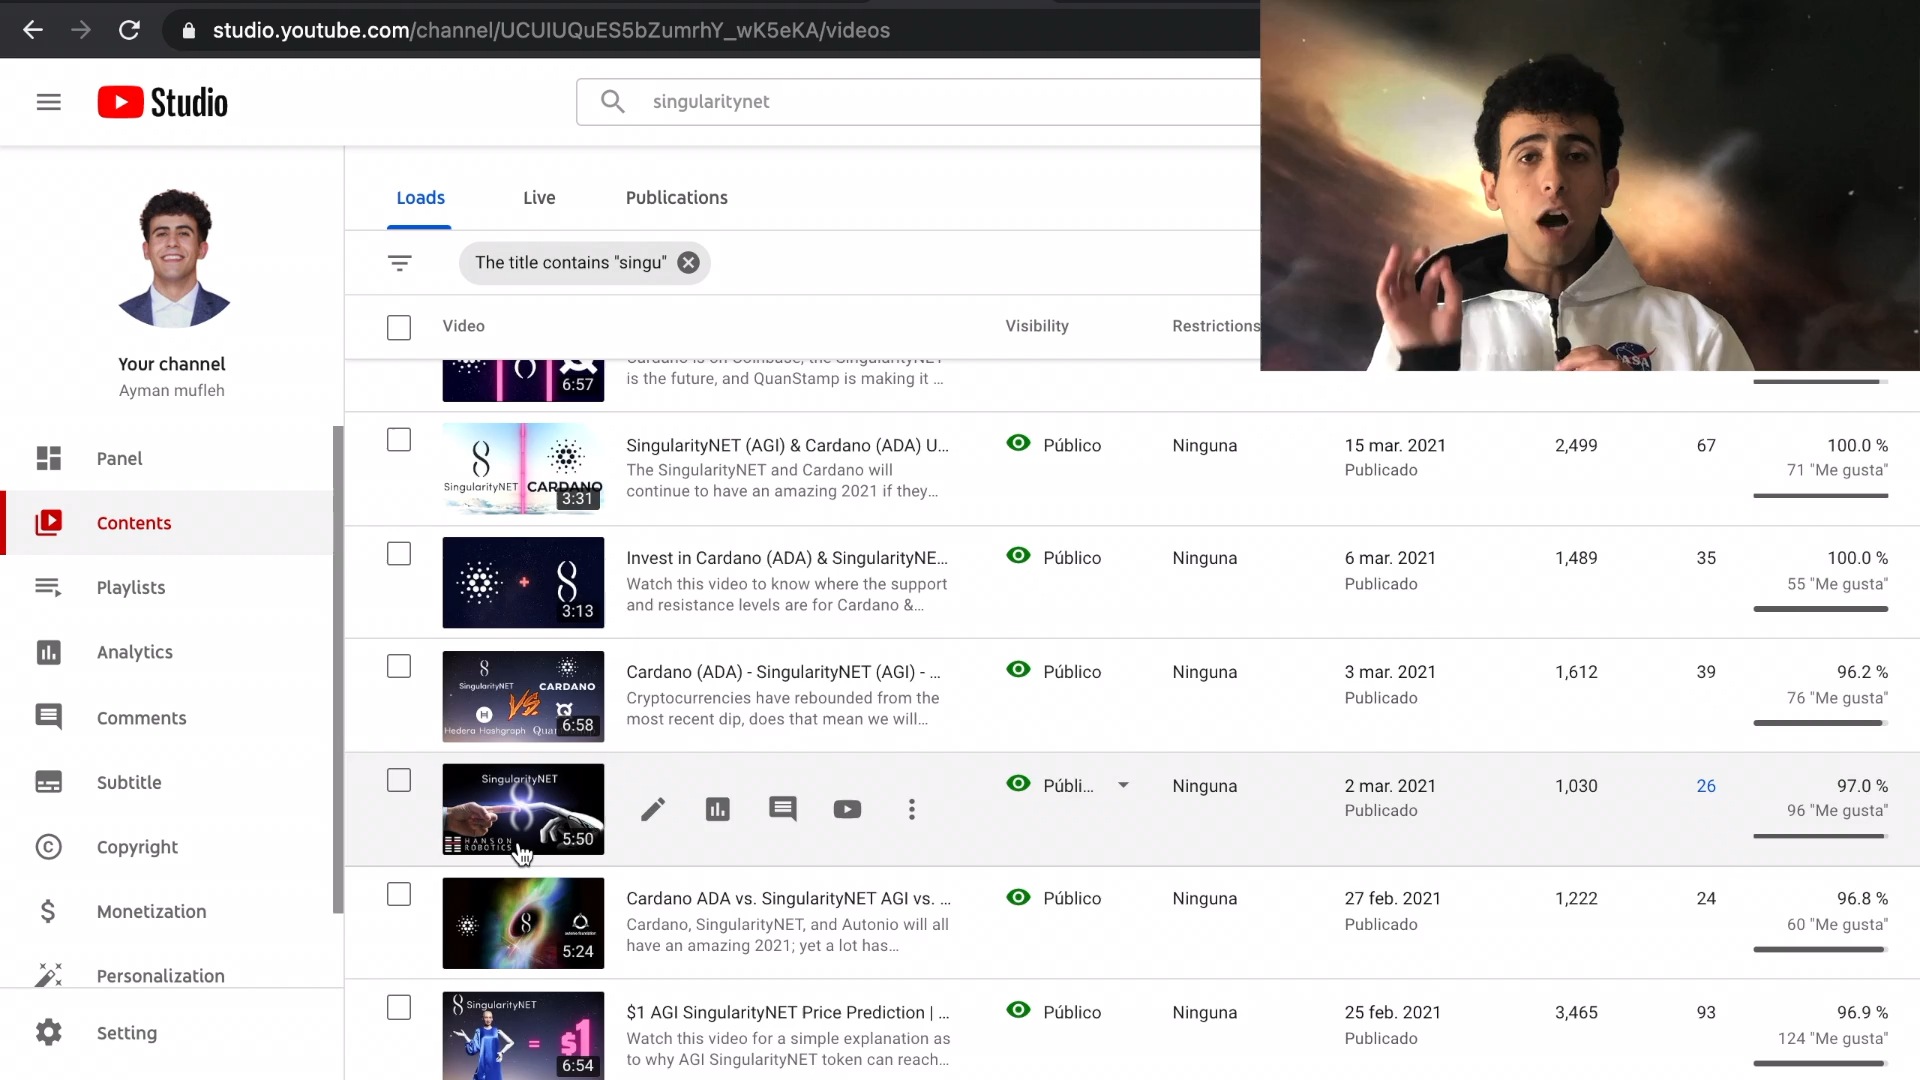 studio.youtube.com/channel/UCUIUQuES5bZumrhY_wK5eKA/videos
Studio
singularitynet
Your channel
Ayman mufleh
Panel
Contents
Playlists
Analytics
Comments
Subtitle
Copyright
Monetization
Personalization
Setting
Loads Live Publications
The title contains "singu"
Video Visibility Restrictions
6:57
is the future, and QuanStamp is making it ...
SingularityNET CARDANO
3:31
SingularityNET (AGI) & Cardano (ADA) U...
The SingularityNET and Cardano will
continue to have an amazing 2021 if they...
Público Ninguna 15 mar. 2021 2,499 67 100.0 %
Publicado 71 "Me gusta"
3:13
Invest in Cardano (ADA) & SingularityNE...
Watch this video to know where the support
and resistance levels are for Cardano &...
Público Ninguna 6 mar. 2021 1,489 35 100.0 %
Publicado 55 "Me gusta"
SingularityNET CARDANO
VS
Hedera Hashgraph
6:58
Cardano (ADA) - SingularityNET (AGI) - ...
Cryptocurrencies have rebounded from the
most recent dip, does that mean we will...
Público Ninguna 3 mar. 2021 1,612 39 96.2 %
Publicado 76 "Me gusta"
SingularityNET
HANSON
ROBOTICS
5:50
Públi... Ninguna 2 mar. 2021 1,030 26 97.0 %
Publicado 96 "Me gusta"
5:24
Cardano ADA vs. SingularityNET AGI vs. ...
Cardano, SingularityNET, and Autonio will all
have an amazing 2021; yet a lot has...
Público Ninguna 27 feb. 2021 1,222 24 96.8 %
Publicado 60 "Me gusta"
SingularityNET
= $1
6:54
$1 AGI SingularityNET Price Prediction | ...
Watch this video for a simple explanation as
to why AGI SingularityNET token can reach...
Público Ninguna 25 feb. 2021 3,465 93 96.9 %
Publicado 124 "Me gusta"